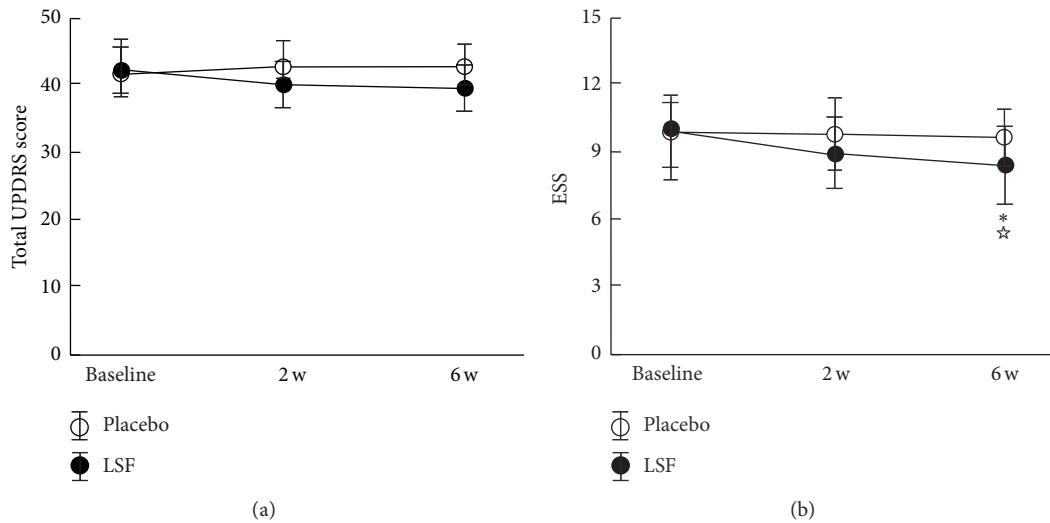 50
40
30
20
10
0
Total UPDRS score
Baseline
2 w
6 w
Placebo
LSF
(a)
15
12
9
6
3
0
ESS
*
☆
Baseline
2 w
6 w
Placebo
LSF
(b)